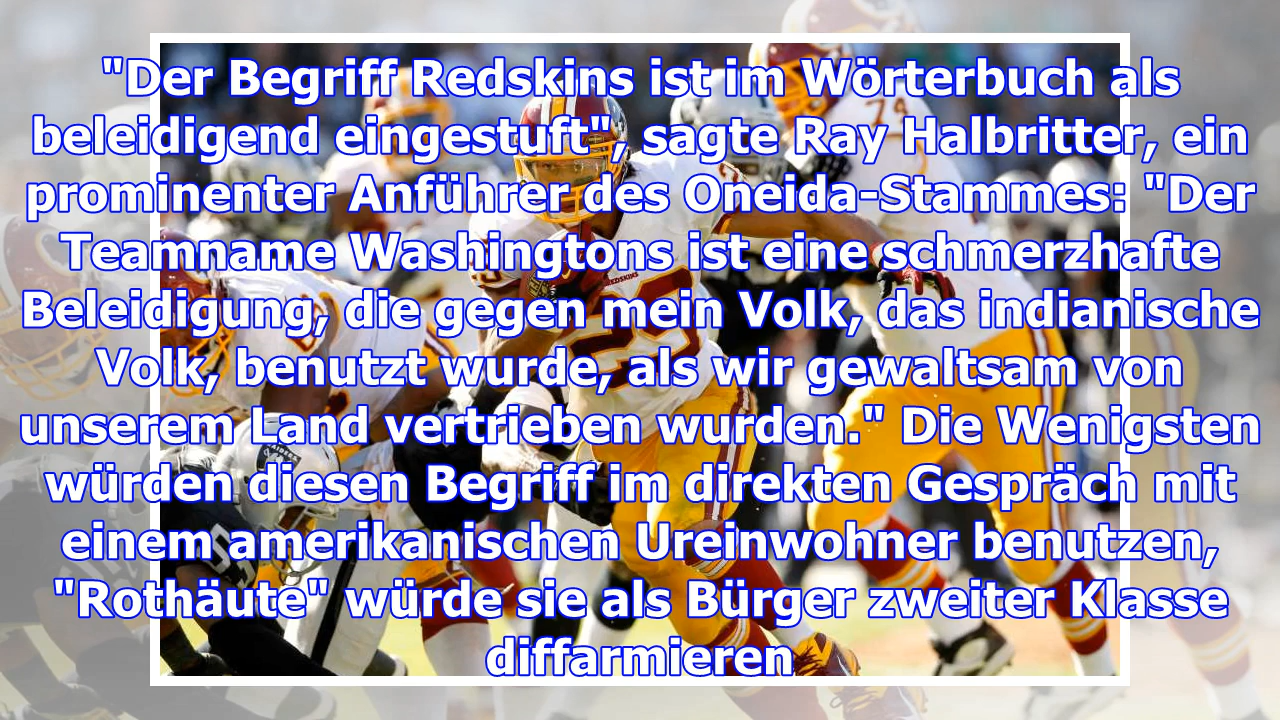 "Der Begriff Redskins ist im Wörterbuch als
beleidigend eingestuft", sagte Ray Halbritter, ein
prominenter Anführer des Oneida-Stammes: "Der
Teamname Washingtons ist eine schmerzhafte
Beleidigung, die gegen mein Volk, das indianische
Volk, benutzt wurde, als wir gewaltsam von
unserem Land vertrieben wurden." Die Wenigsten
würden diesen Begriff im direkten Gespräch mit
einem amerikanischen Ureinwohner benutzen,
"Rothäute" würde sie als Bürger zweiter Klasse
diffarmieren